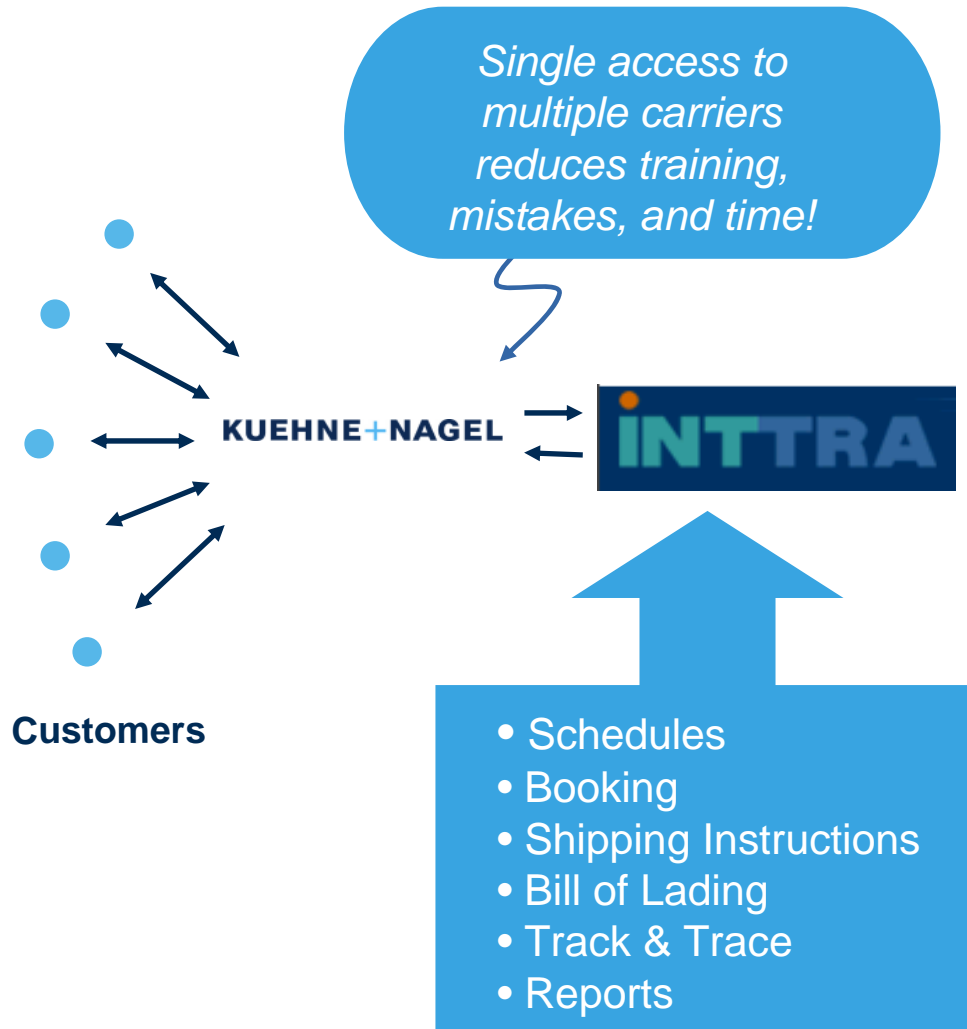 Single access to
multiple carriers
reduces training,
mistakes, and time!
KUEHNE+NAGEL
INTTRA
Customers
• Schedules
• Booking
• Shipping Instructions
• Bill of Lading
• Track & Trace
• Reports